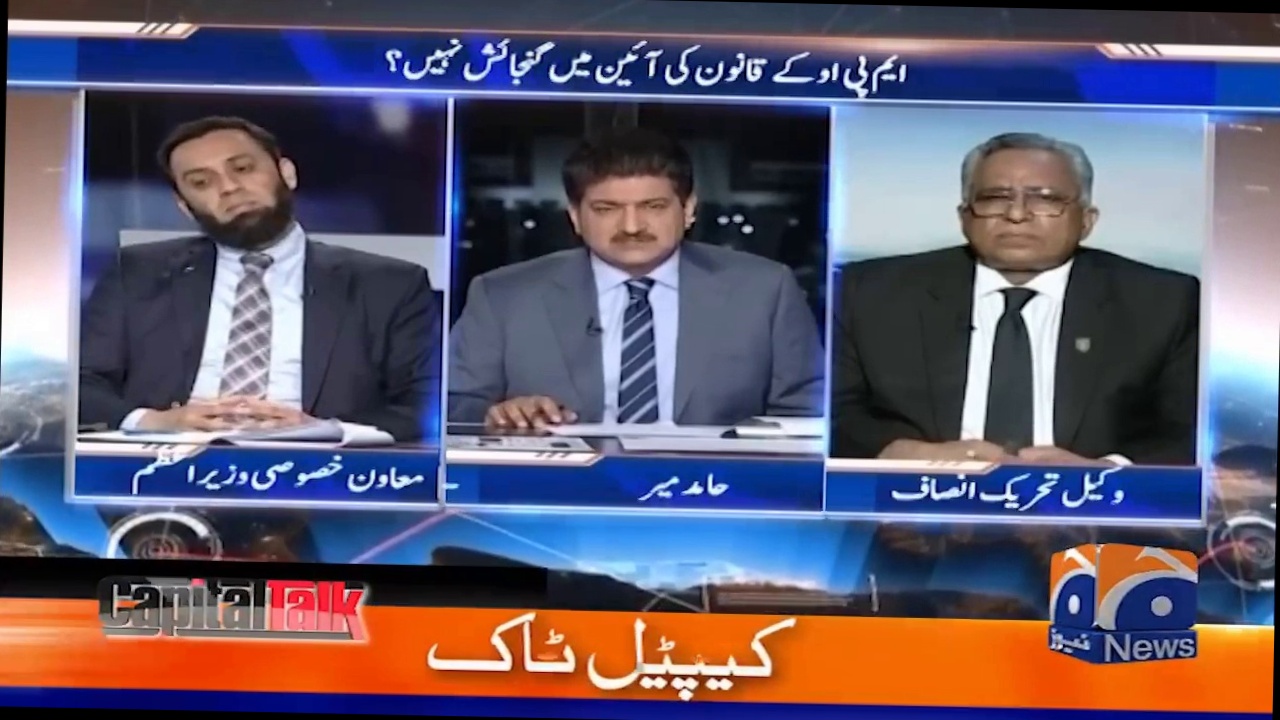 ایم پی او کے قانون کی آئین میں گنجائش نہیں؟
وکیل تحریک انصاف
حامد میر
معاون خصوصی وزیراعظم
Capital Talk
کیپیٹل ٹاک
نیوز News